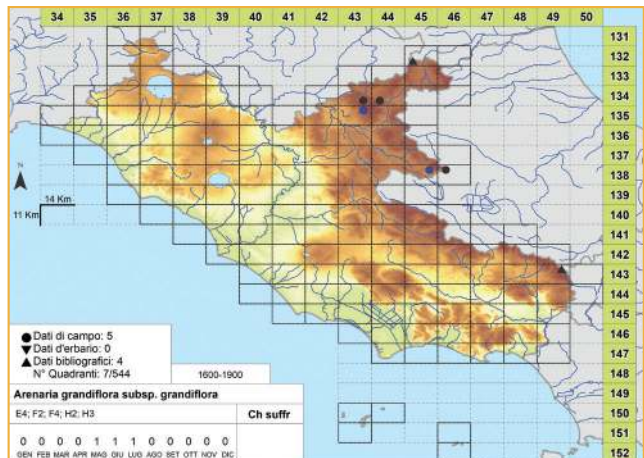 34 35 36 37 38 39 40 41 42 43 44 45 46 47 48 49 50
131
132
133
134
135
136
137
138
139
140
141
142
143
144
145
146
147
148
149
150
151
152
N
14 Km
11 Km
Dati di campo: 5
Dati d'erbario: 0
Dati bibliografici: 4
N° Quadranti: 7/544
1600-1900
Arenaria grandiflora subsp. grandiflora
E4; F2; F4; H2; H3
Ch suffr
0 0 0 0 1 1 1 0 0 0 0 0
GEN FEB MAR APR MAG GIU LUG AGO SET OTT NOV DIC